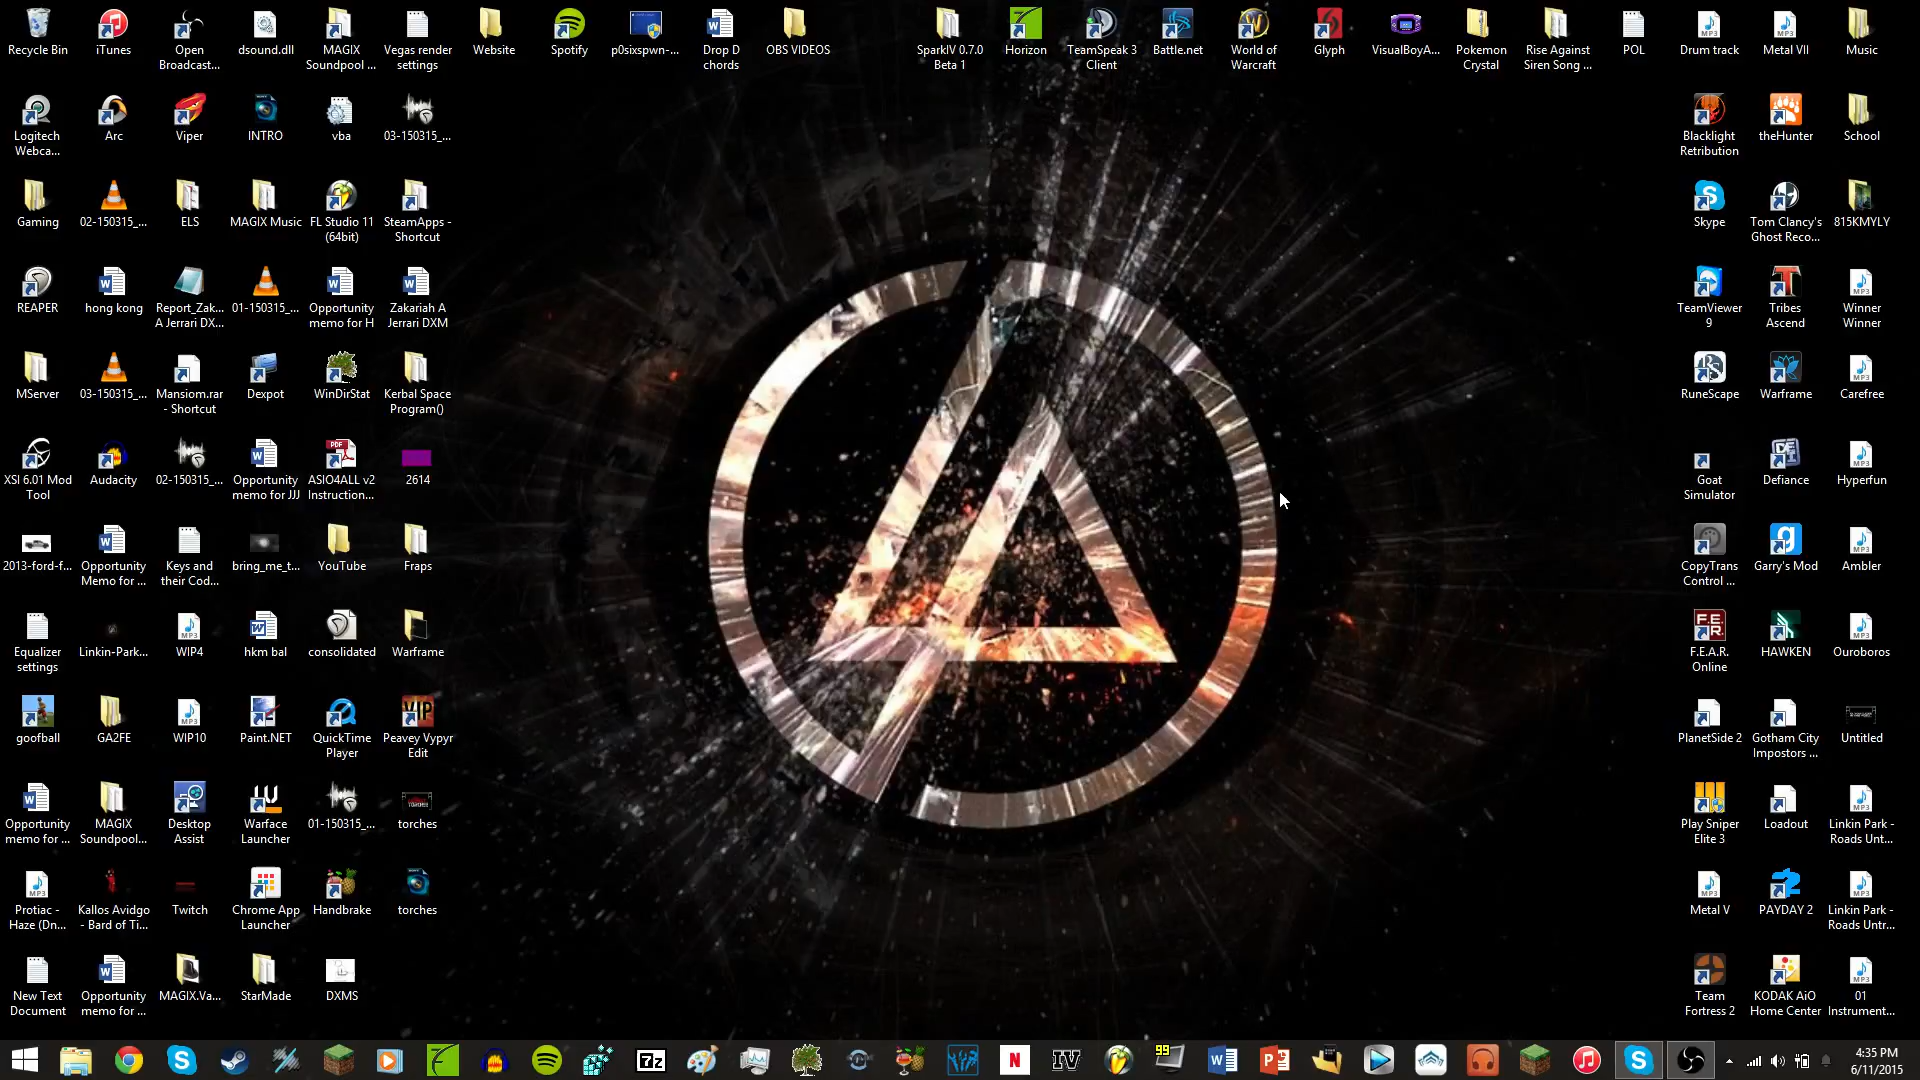 Recycle Bin
iTunes
Open
Broadcast...
dsound.dll
MAGIX
Soundpool ...
Vegas render
settings
Website
Spotify
p0sixspwn-...
Drop D
chords
OBS VIDEOS
SparkIV 0.7.0
Beta 1
Horizon
TeamSpeak 3
Client
Battle.net
World of
Warcraft
Glyph
VisualBoyA...
Pokemon
Crystal
Rise Against
Siren Song ...
POL
Drum track
Metal VII
Music
Logitech
Webca...
Arc
Viper
INTRO
vba
03-150315_...
Blacklight
Retribution
theHunter
School
Gaming
02-150315_...
ELS
MAGIX Music
FL Studio 11
(64bit)
SteamApps -
Shortcut
Skype
Tom Clancy's
Ghost Reco...
815KMYLY
REAPER
hong kong
Report_Zak...
A Jerrari DX...
01-150315_...
Opportunity
memo for H
Zakariah A
Jerrari DXM
TeamViewer
9
Tribes
Ascend
Winner
Winner
MServer
03-150315_...
Mansiom.rar
- Shortcut
Dexpot
WinDirStat
Kerbal Space
Program()
RuneScape
Warframe
Carefree
XSI 6.01 Mod
Tool
Audacity
02-150315_...
Opportunity
memo for JJJ
ASIO4ALL v2
Instruction...
2614
Goat
Simulator
Defiance
Hyperfun
2013-ford-f...
Opportunity
Memo for ...
Keys and
their Cod...
bring_me_t...
YouTube
Fraps
CopyTrans
Control ...
Garry's Mod
Ambler
Equalizer
settings
Linkin-Park...
WIP4
hkm bal
consolidated
Warframe
F.E.A.R.
Online
HAWKEN
Ouroboros
goofball
GA2FE
WIP10
Paint.NET
QuickTime
Player
Peavey Vypyr
Edit
PlanetSide 2
Gotham City
Impostors ...
Untitled
Opportunity
memo for ...
MAGIX
Soundpool...
Desktop
Assist
Warface
Launcher
01-150315_...
torches
Play Sniper
Elite 3
Loadout
Linkin Park -
Roads Unt...
Protiac -
Haze (Dn...
Kallos Avidgo
- Bard of Ti...
Twitch
Chrome App
Launcher
Handbrake
torches
Metal V
PAYDAY 2
Linkin Park -
Roads Untr...
New Text
Document
Opportunity
memo for ...
MAGIX.Va...
StarMade
DXMS
Team
Fortress 2
KODAK AiO
Home Center
01
Instrument...
4:35 PM
6/11/2015